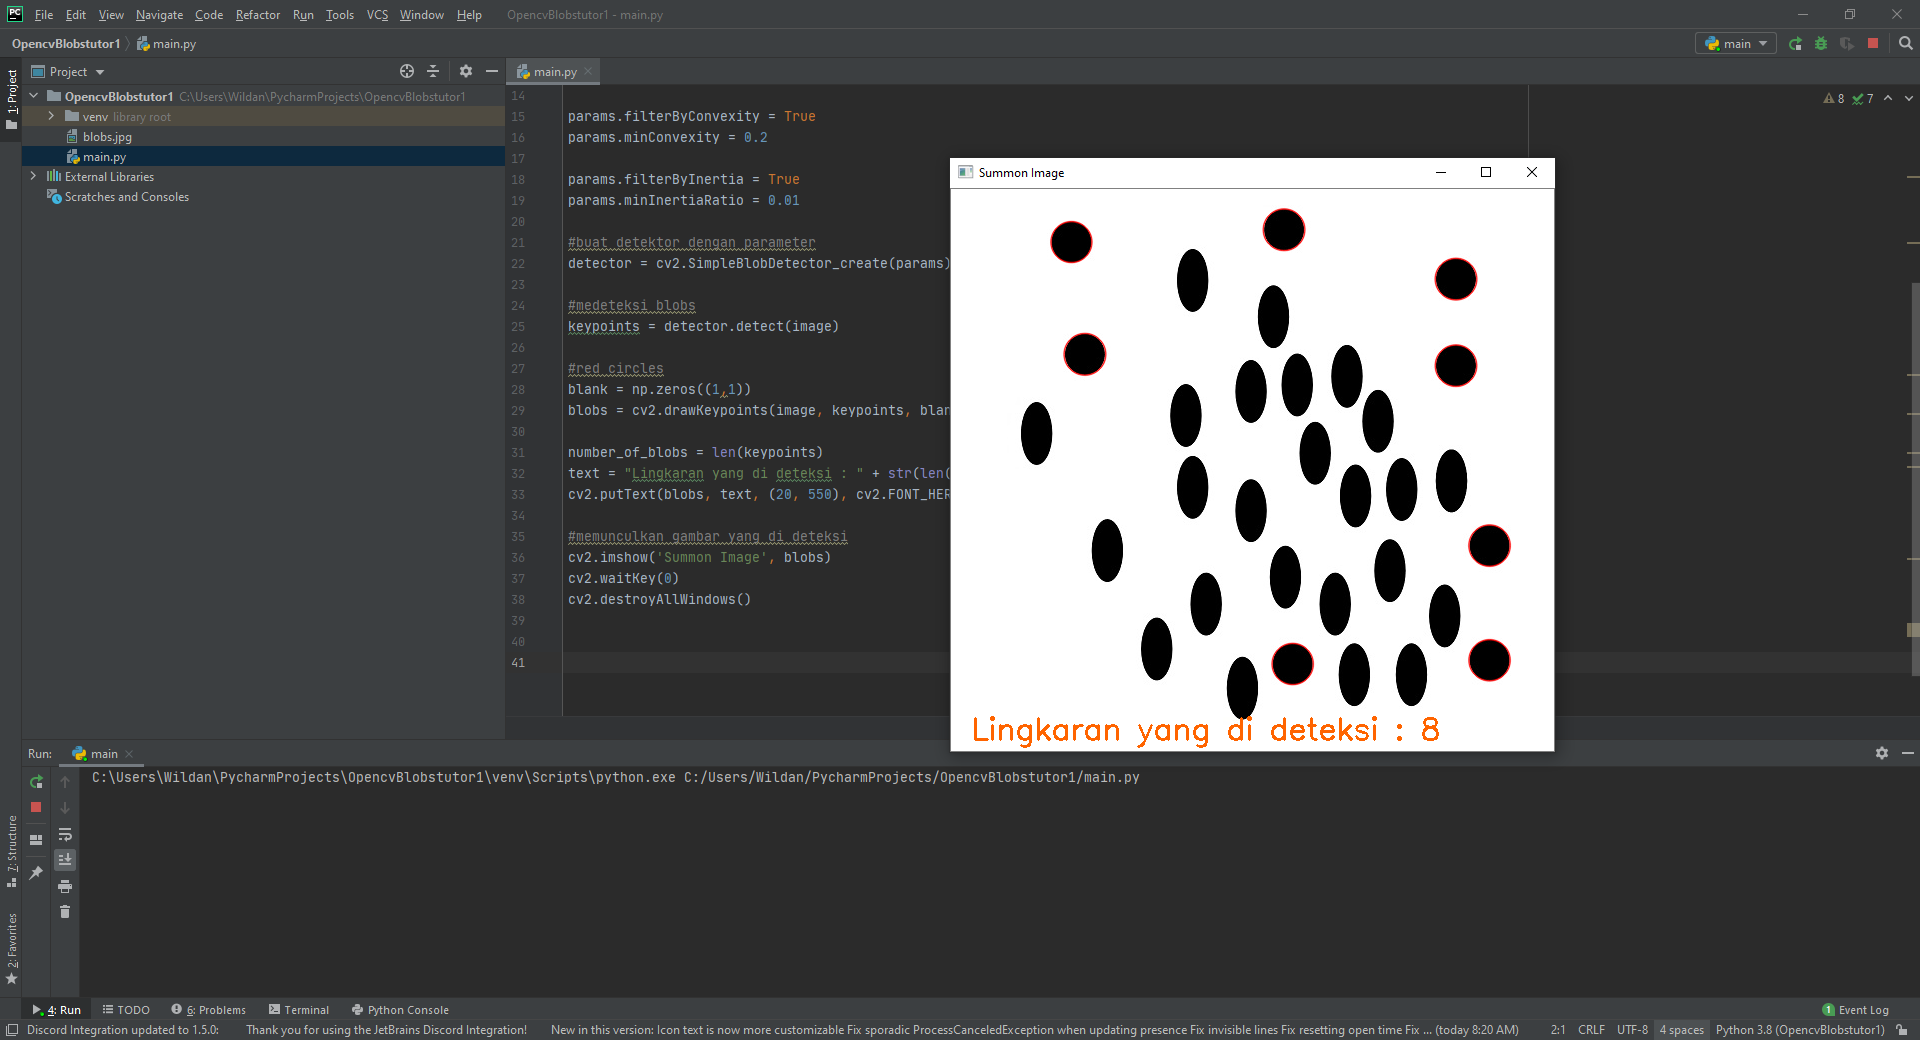 File Edit View Navigate Code Refactor Run Tools VCS Window Help OpencvBlobstutor1 - main.py
OpencvBlobstutor1 main.py main
1: Project
Project
main.py
OpencvBlobstutor1 C:\Users\Wildan\PycharmProjects\OpencvBlobstutor1
venv library root
blobs.jpg
main.py
External Libraries
Scratches and Consoles
8 7
14
15 params.filterByConvexity = True
16 params.minConvexity = 0.2
17
18 params.filterByInertia = True
19 params.minInertiaRatio = 0.01
20
21 #buat detektor dengan parameter
22 detector = cv2.SimpleBlobDetector_create(params)
23
24 #medeteksi blobs
25 keypoints = detector.detect(image)
26
27 #red circles
28 blank = np.zeros((1,1))
29 blobs = cv2.drawKeypoints(image, keypoints, blan
30
31 number_of_blobs = len(keypoints)
32 text = "Lingkaran yang di deteksi : " + str(len(
33 cv2.putText(blobs, text, (20, 550), cv2.FONT_HER
34
35 #memunculkan gambar yang di deteksi
36 cv2.imshow('Summon Image', blobs)
37 cv2.waitKey(0)
38 cv2.destroyAllWindows()
39
40
41
Summon Image
Lingkaran yang di deteksi : 8
Run: main
C:\Users\Wildan\PycharmProjects\OpencvBlobstutor1\venv\Scripts\python.exe C:/Users/Wildan/PycharmProjects/OpencvBlobstutor1/main.py
7: Structure
2: Favorites
4: Run TODO 6: Problems Terminal Python Console 1 Event Log
Discord Integration updated to 1.5.0: Thank you for using the JetBrains Discord Integration! New in this version: Icon text is now more customizable Fix sporadic ProcessCanceledException when updating presence Fix invisible lines Fix resetting open time Fix ... (today 8:20 AM) 2:1 CRLF UTF-8 4 spaces Python 3.8 (OpencvBlobstutor1)